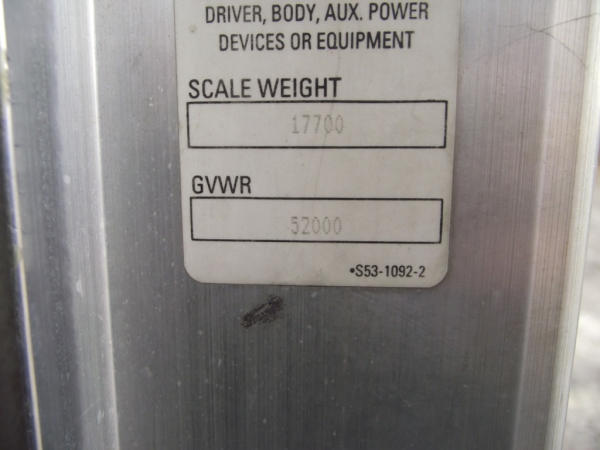 DRIVER, BODY, AUX. POWER
DEVICES OR EQUIPMENT
SCALE WEIGHT
17700
GVWR
52000
•S53-1092-2